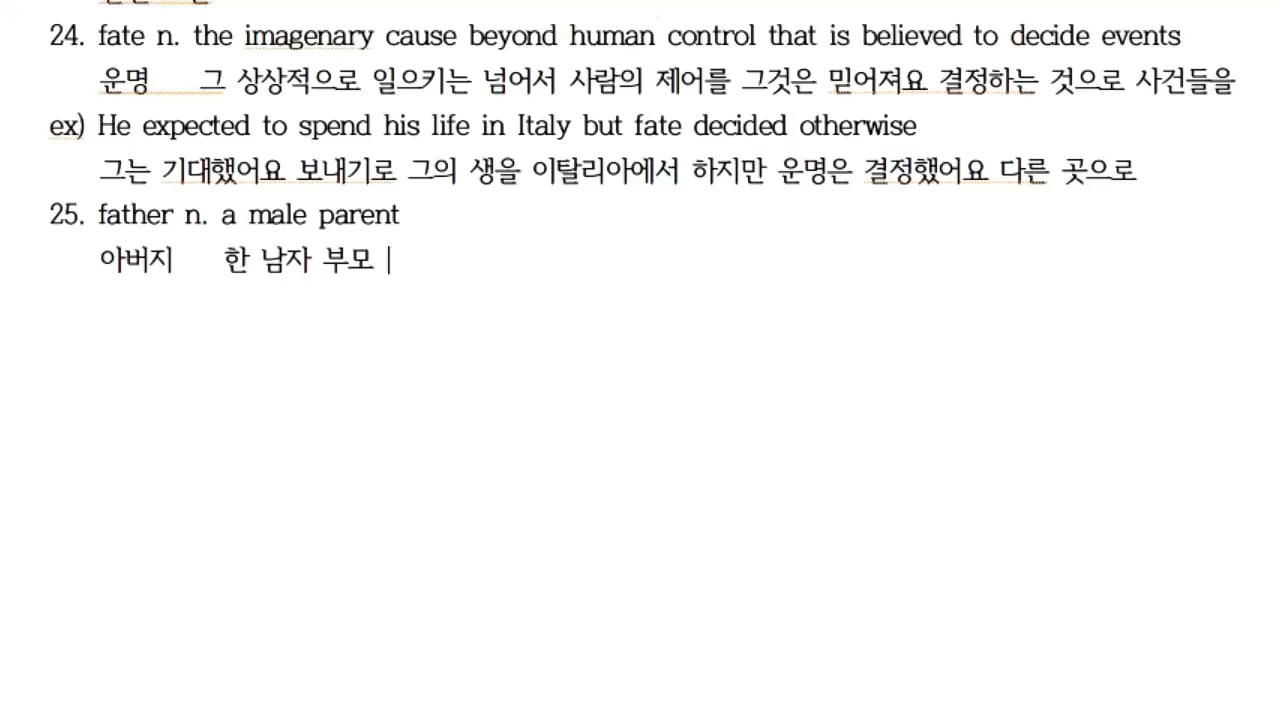 24. fate n. the imagenary cause beyond human control that is believed to decide events
운명 그 상상적으로 일으키는 넘어서 사람의 제어를 그것은 믿어져요 결정하는 것으로 사건들을
ex) He expected to spend his life in Italy but fate decided otherwise
그는 기대했어요 보내기로 그의 생을 이탈리아에서 하지만 운명은 결정했어요 다른 곳으로
25. father n. a male parent
아버지 한 남자 부모